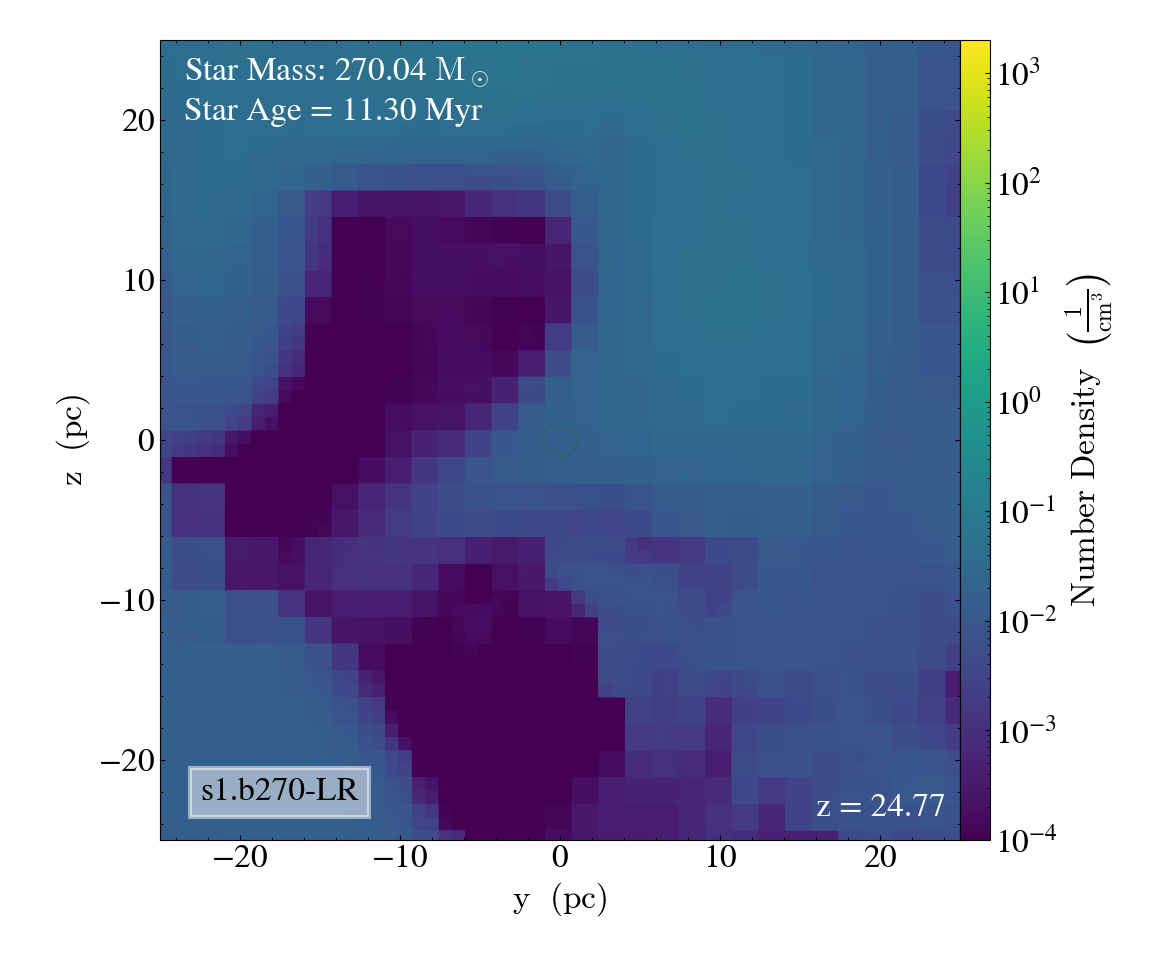 Star Mass: 270.04 M⊙
Star Age = 11.30 Myr
20
10
0
−10
−20
z (pc)
s1.b270-LR
z = 24.77
−20 −10 0 10 20
y (pc)
10³
10²
10¹
10⁰
10⁻¹
10⁻²
10⁻³
10⁻⁴
Number Density (1/cm³)